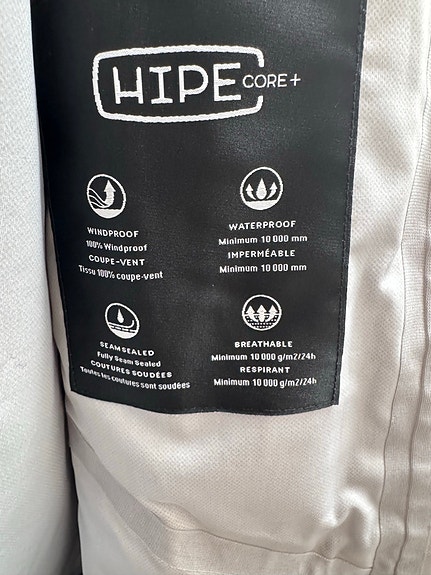 HIPE CORE+
WINDPROOF
100% Windproof
COUPE-VENT
Tissu 100% coupe-vent
WATERPROOF
Minimum 10 000 mm
IMPERMÉABLE
Minimum 10 000 mm
SEAM SEALED
Fully Seam Sealed
COUTURES SOUDÉES
Toutes les coutures sont soudées
BREATHABLE
Minimum 10 000 g/m2/24h
RESPIRANT
Minimum 10 000 g/m2/24h